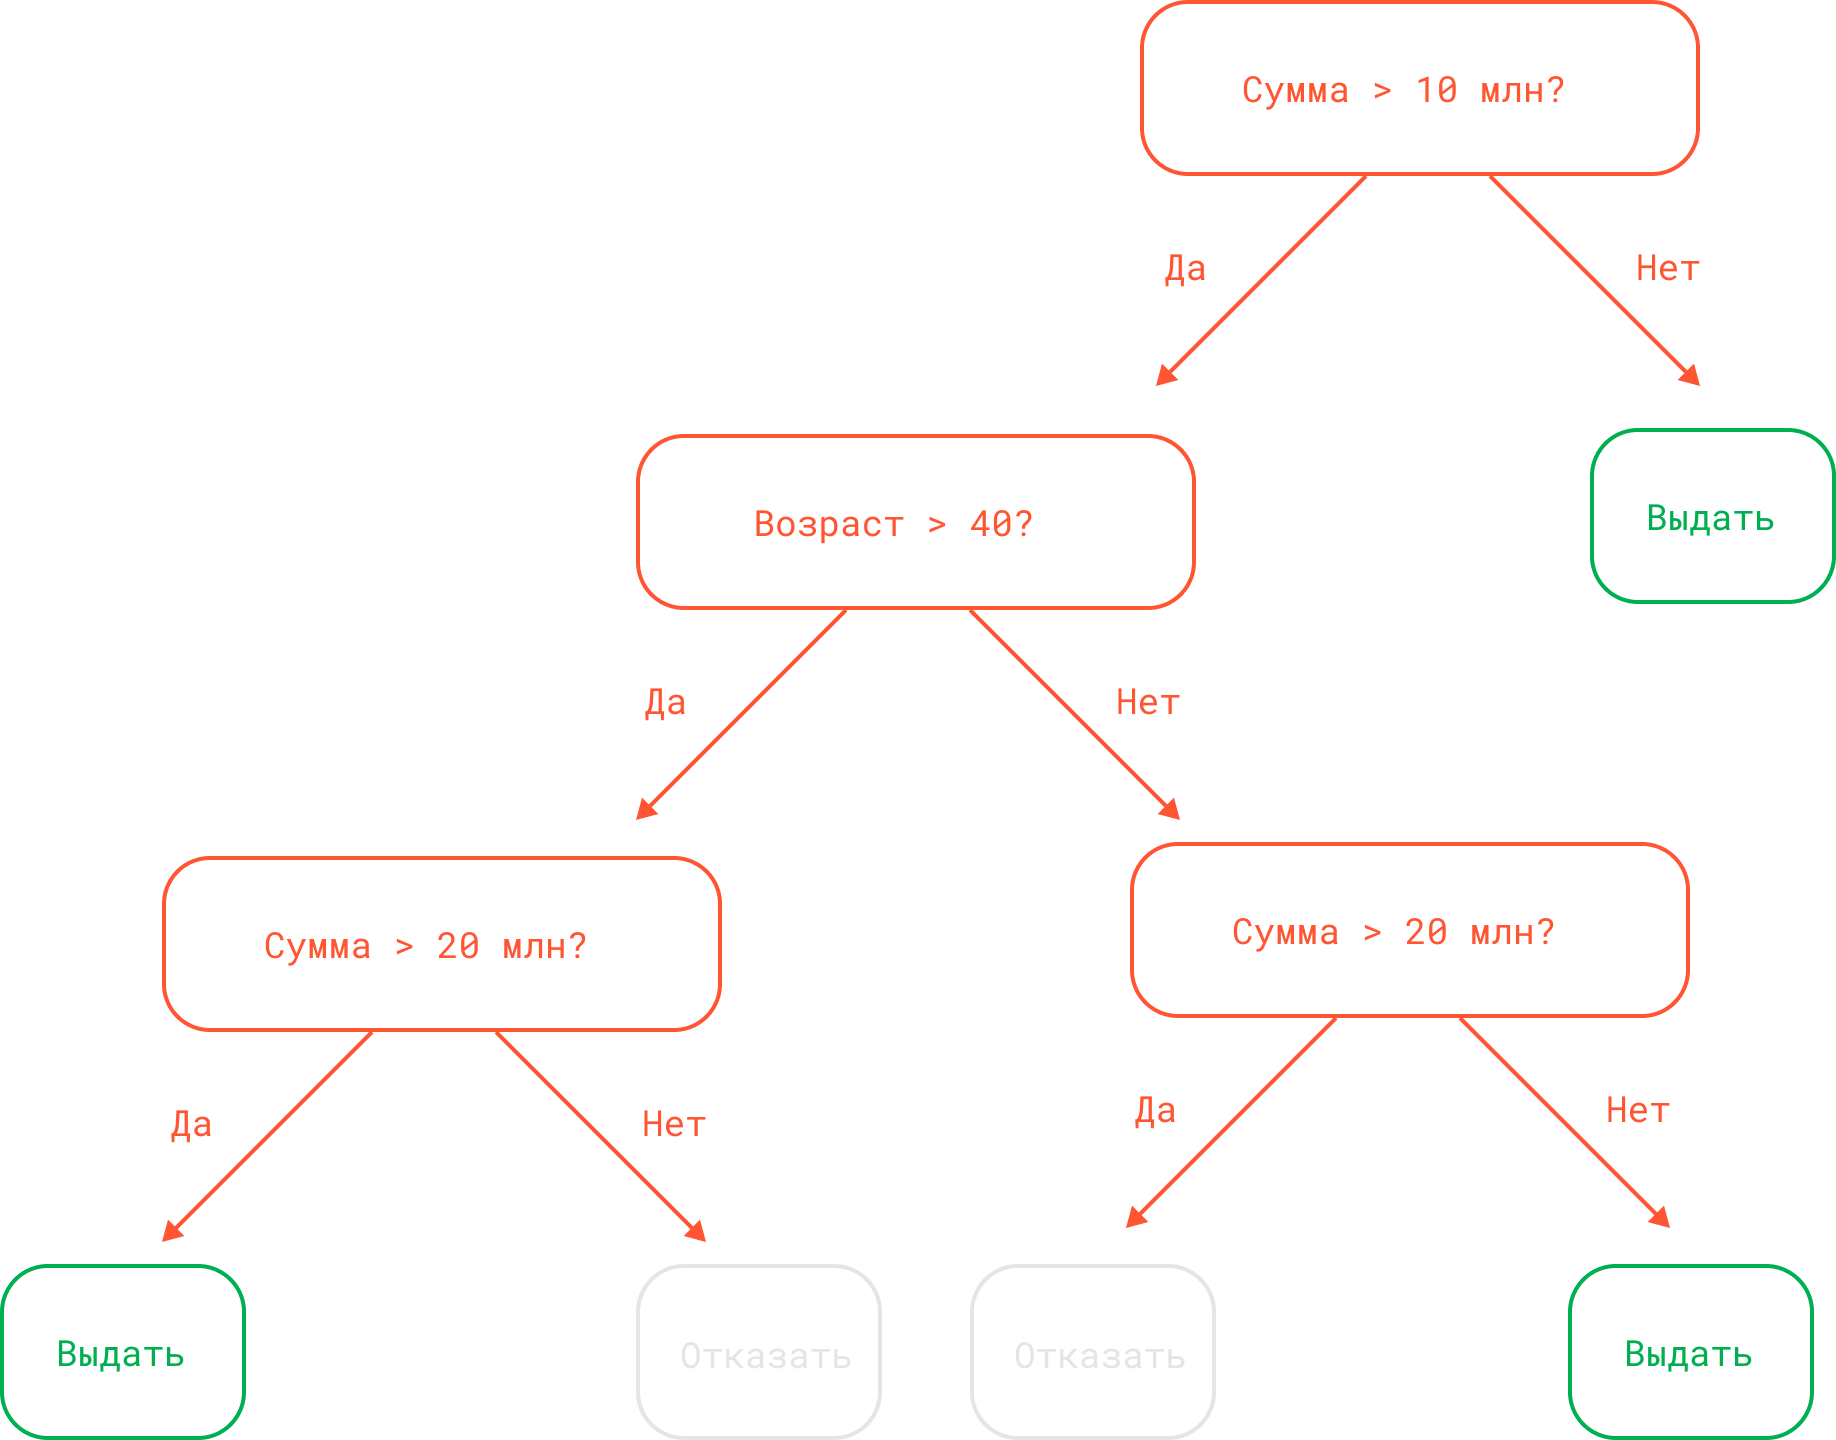 Сумма > 10 млн?
Да
Нет
Возраст > 40?
Выдать
Да
Нет
Сумма > 20 млн?
Сумма > 20 млн?
Да
Нет
Да
Нет
Выдать
Отказать
Отказать
Выдать